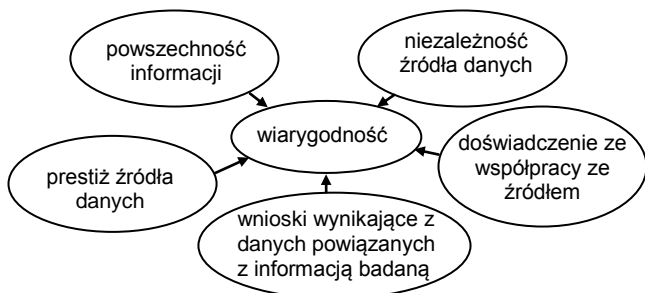 powszechność
informacji
niezależność
źródła danych
wiarygodność
prestiż źródła
danych
doświadczenie ze
współpracy ze
źródłem
wnioski wynikające z
danych powiązanych
z informacją badaną